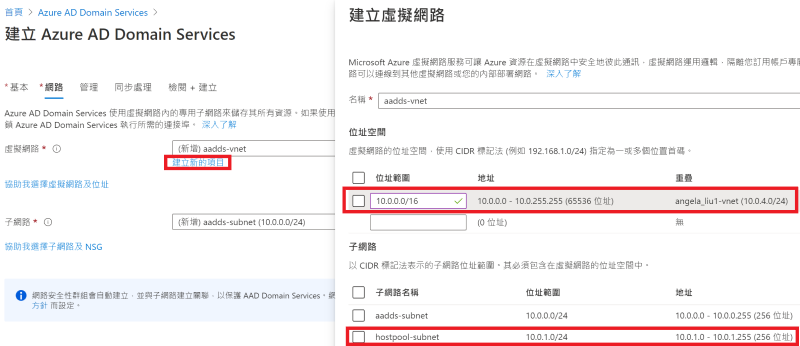 首頁 > Azure AD Domain Services >
建立 Azure AD Domain Services
*基本 *網路 管理 同步處理 檢閱 + 建立
Azure AD Domain Services 使用虛擬網路內的專用子網路來儲存其所有資源。如果使用
鎖 Azure AD Domain Services 執行所需的連接埠。 深入了解
虛擬網路 *
(新增) aadds-vnet
建立新的項目
協助我選擇虛擬網路及位址
子網路 *
(新增) aadds-subnet (10.0.0.0/24)
協助我選擇子網路及 NSG
網路安全性群組會自動建立，並與子網路建立關聯，以保護 AAD Domain Services。網
方針 而設定。
建立虛擬網路
Microsoft Azure 虛擬網路服務可讓 Azure 資源在虛擬網路中安全地彼此通訊，虛擬網路運用邏輯，隔離您訂用帳戶專屬
路可以連線到其他虛擬網路或您的內部部署網路。 深入了解
名稱 *
aadds-vnet
位址空間
虛擬網路的位址空間，使用 CIDR 標記法 (例如 192.168.1.0/24) 指定為一或多個位置首碼。
位址範圍 地址 重疊
10.0.0.0/16 10.0.0.0 - 10.0.255.255 (65536 位址) angela_liu1-vnet (10.0.4.0/24)
(0 位址) 無
子網路
以 CIDR 標記法表示的子網路位址範圍。其必須包含在虛擬網路的位址空間中。
子網路名稱 位址範圍 地址
aadds-subnet 10.0.0.0/24 10.0.0.0 - 10.0.0.255 (256 位址)
hostpool-subnet 10.0.1.0/24 10.0.1.0 - 10.0.1.255 (256 位址)